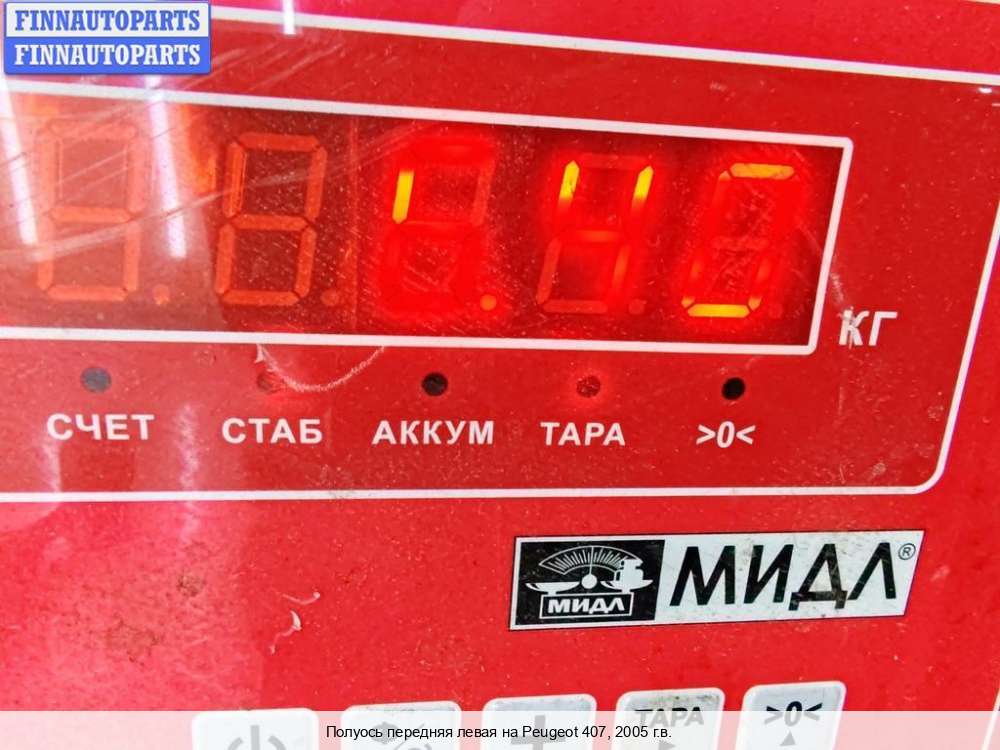 FINNAUTOPARTS
FINNAUTOPARTS
КГ
СЧЕТ СТАБ АККУМ ТАРА >0<
МИДЛ МИДЛ®
ТАРА >0<
Полуось передняя левая на Peugeot 407, 2005 г.в.